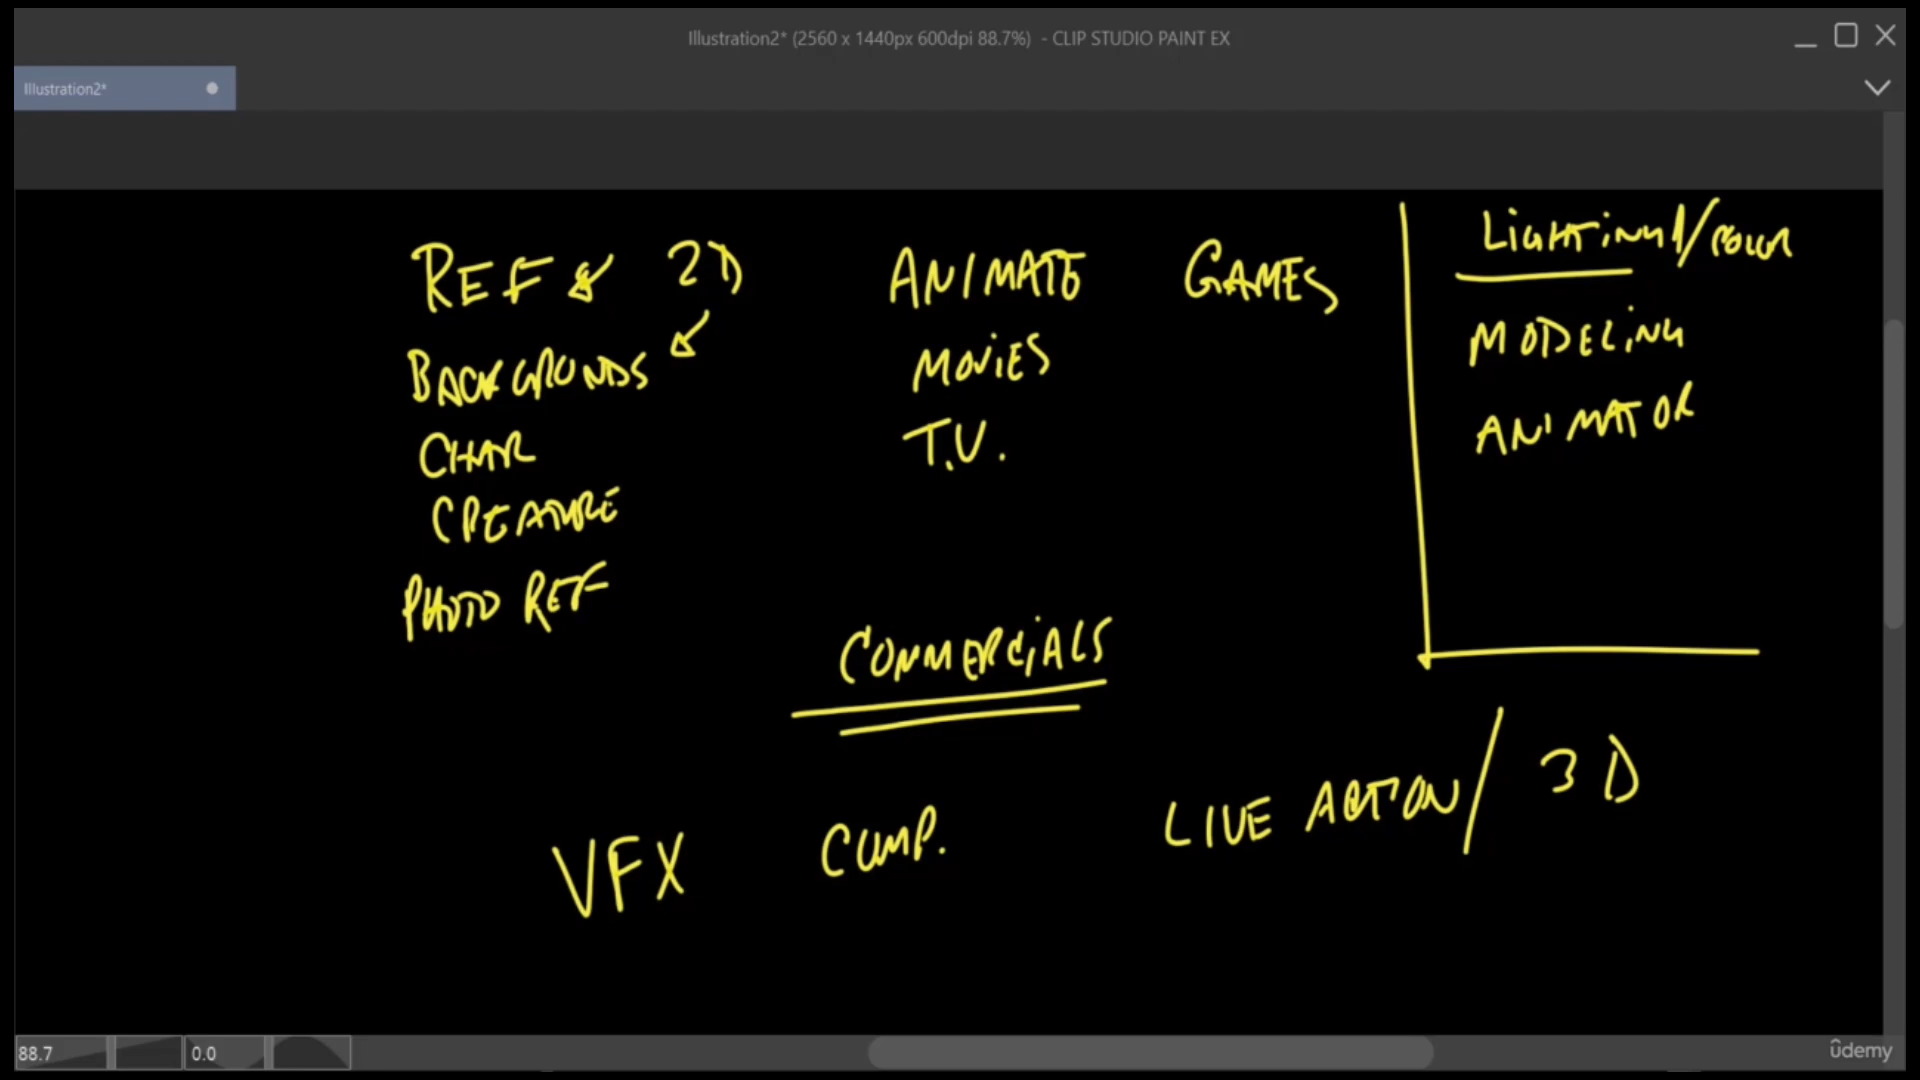 Illustration2* (2560 x 1440px 600dpi 88.7%) - CLIP STUDIO PAINT EX
Illustration2*
REF 2D ANIMATE GAMES
BACKGROUNDS MOVIES
CHAR T.V.
CREATURE
PHOTO REF
LIGHTING/COLOR
MODELING
ANIMATOR
COMMERCIALS
VFX COMP. LIVE ACTION/ 3D
88.7 0.0
ûdemy